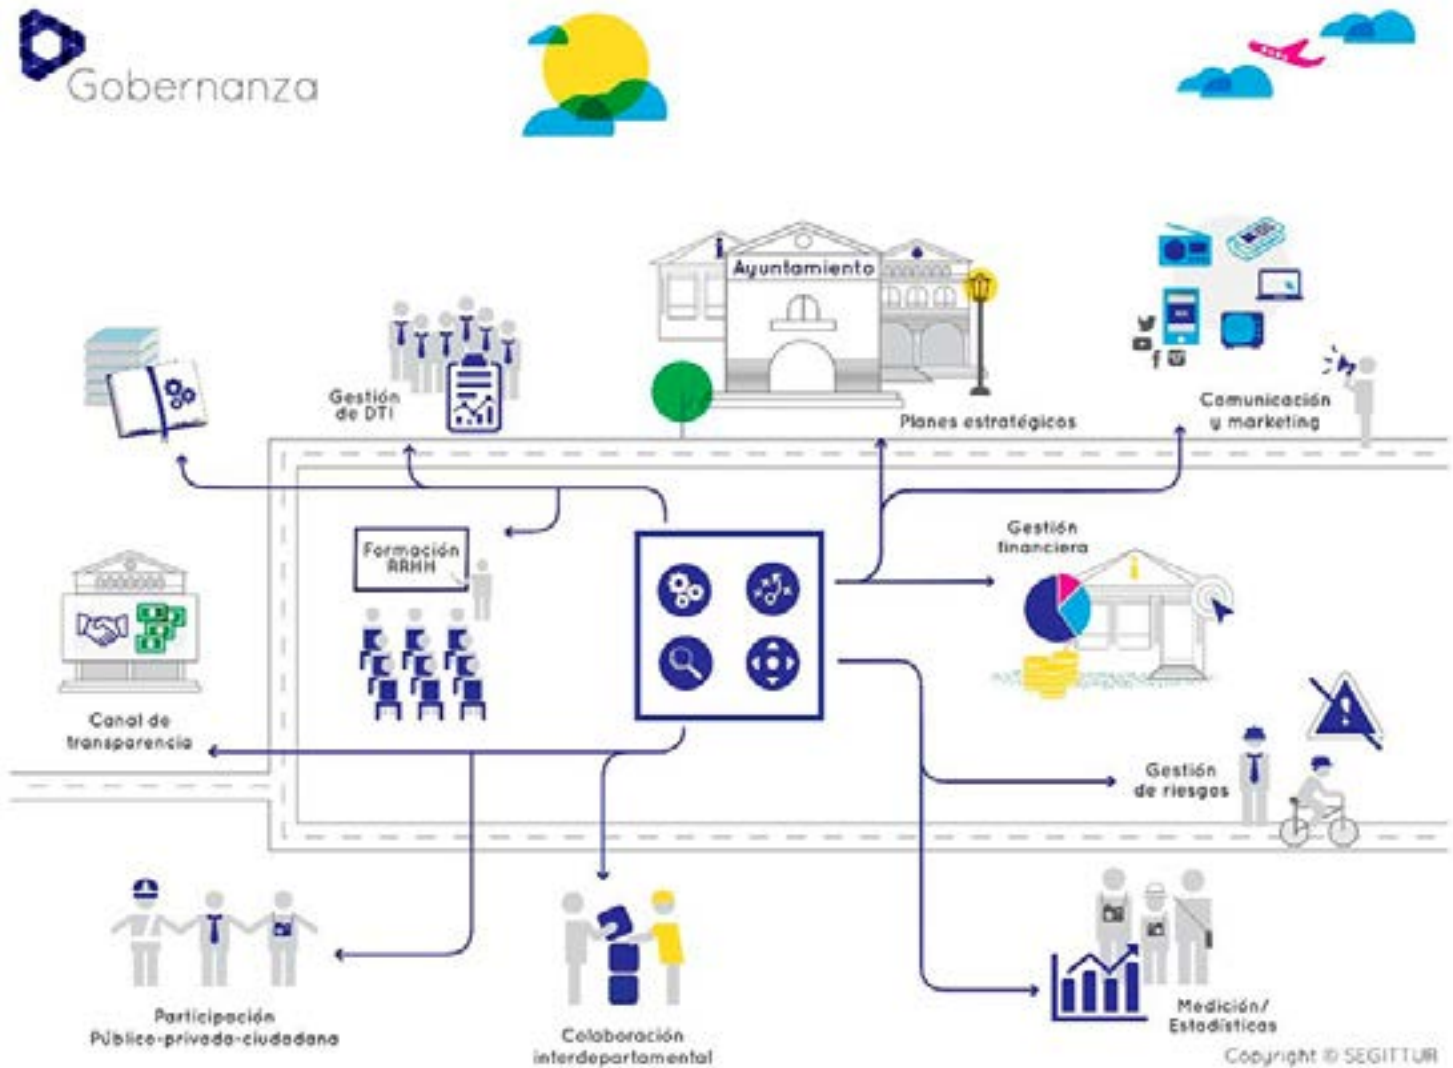 Gobernanza
Ayuntamiento
Gestión
de DTI
Planes estratégicos
Comunicación
y marketing
Formación
RRHH
Gestión
financiera
Canal de
transparencia
Gestión
de riesgos
Participación
Público-privada-ciudadana
Colaboración
interdepartamental
Medición/
Estadísticas
Copyright © SEGITTUR